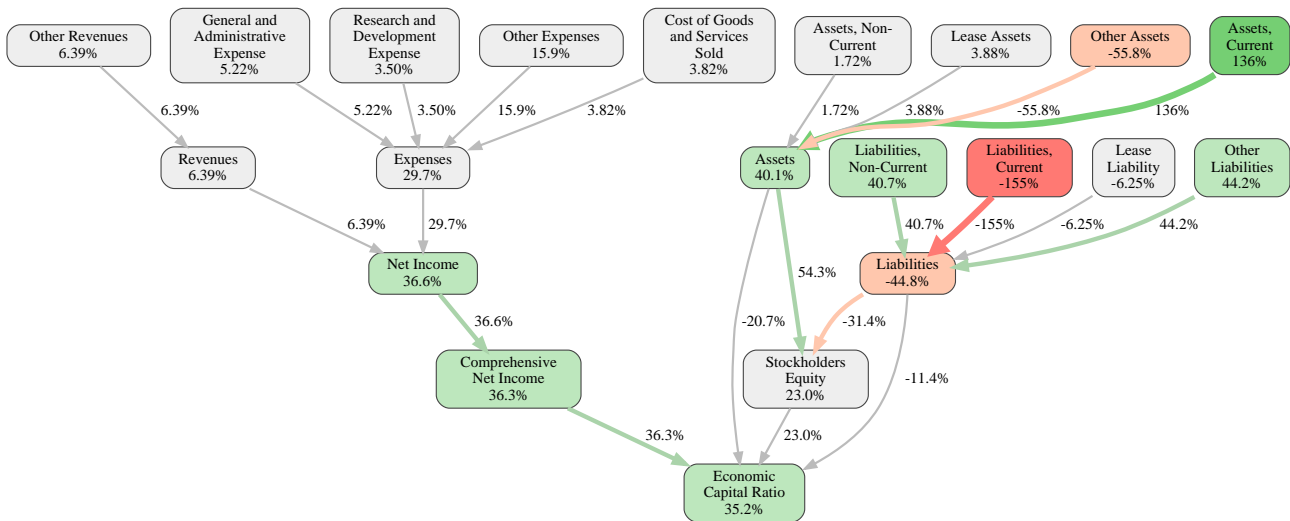 Other Revenues
6.39%
General and
Administrative
Expense
5.22%
Research and
Development
Expense
3.50%
Other Expenses
15.9%
Cost of Goods
and Services
Sold
3.82%
Assets, Non-
Current
1.72%
Lease Assets
3.88%
Other Assets
-55.8%
Assets,
Current
136%
6.39%
5.22%
3.50%
15.9%
3.82%
1.72%
3.88%
-55.8%
136%
Revenues
6.39%
Expenses
29.7%
Assets
40.1%
Liabilities,
Non-Current
40.7%
Liabilities,
Current
-155%
Lease
Liability
-6.25%
Other
Liabilities
44.2%
6.39%
29.7%
40.7%
-155%
-6.25%
44.2%
Net Income
36.6%
54.3%
Liabilities
-44.8%
36.6%
-20.7%
-31.4%
Comprehensive
Net Income
36.3%
Stockholders
Equity
23.0%
-11.4%
36.3%
23.0%
Economic
Capital Ratio
35.2%